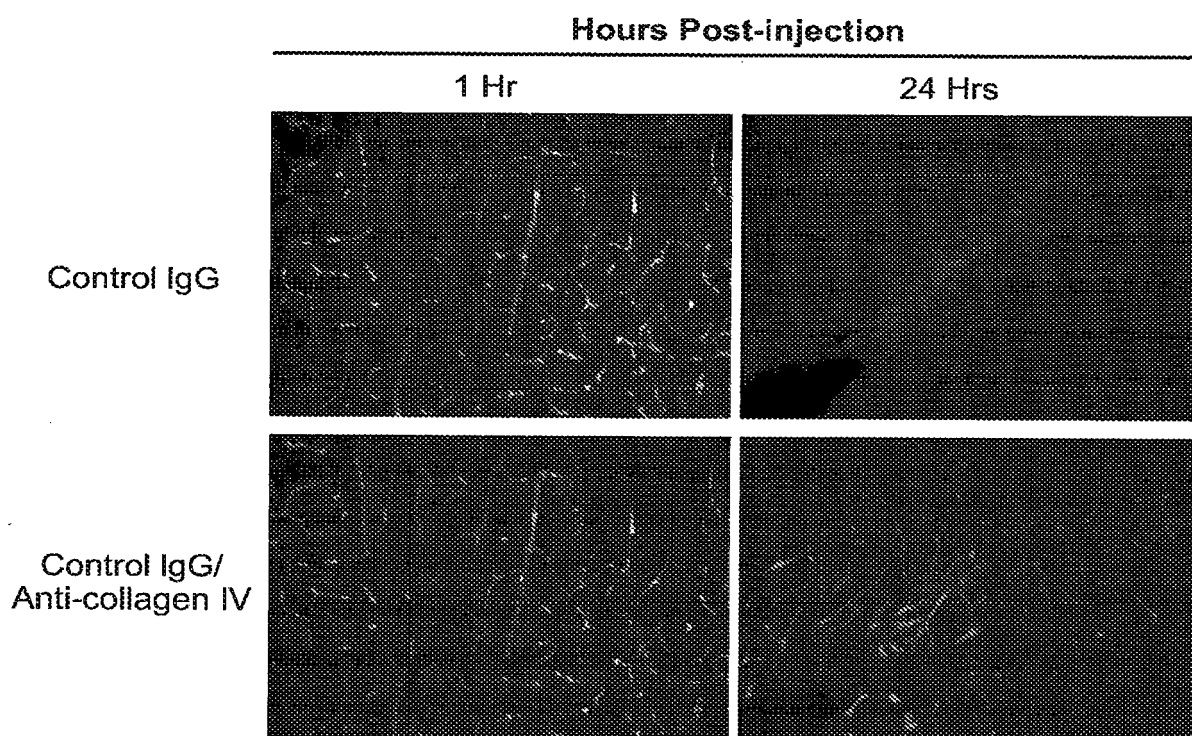 Hours Post-injection
1 Hr
24 Hrs
Control IgG
Control IgG/
Anti-collagen IV